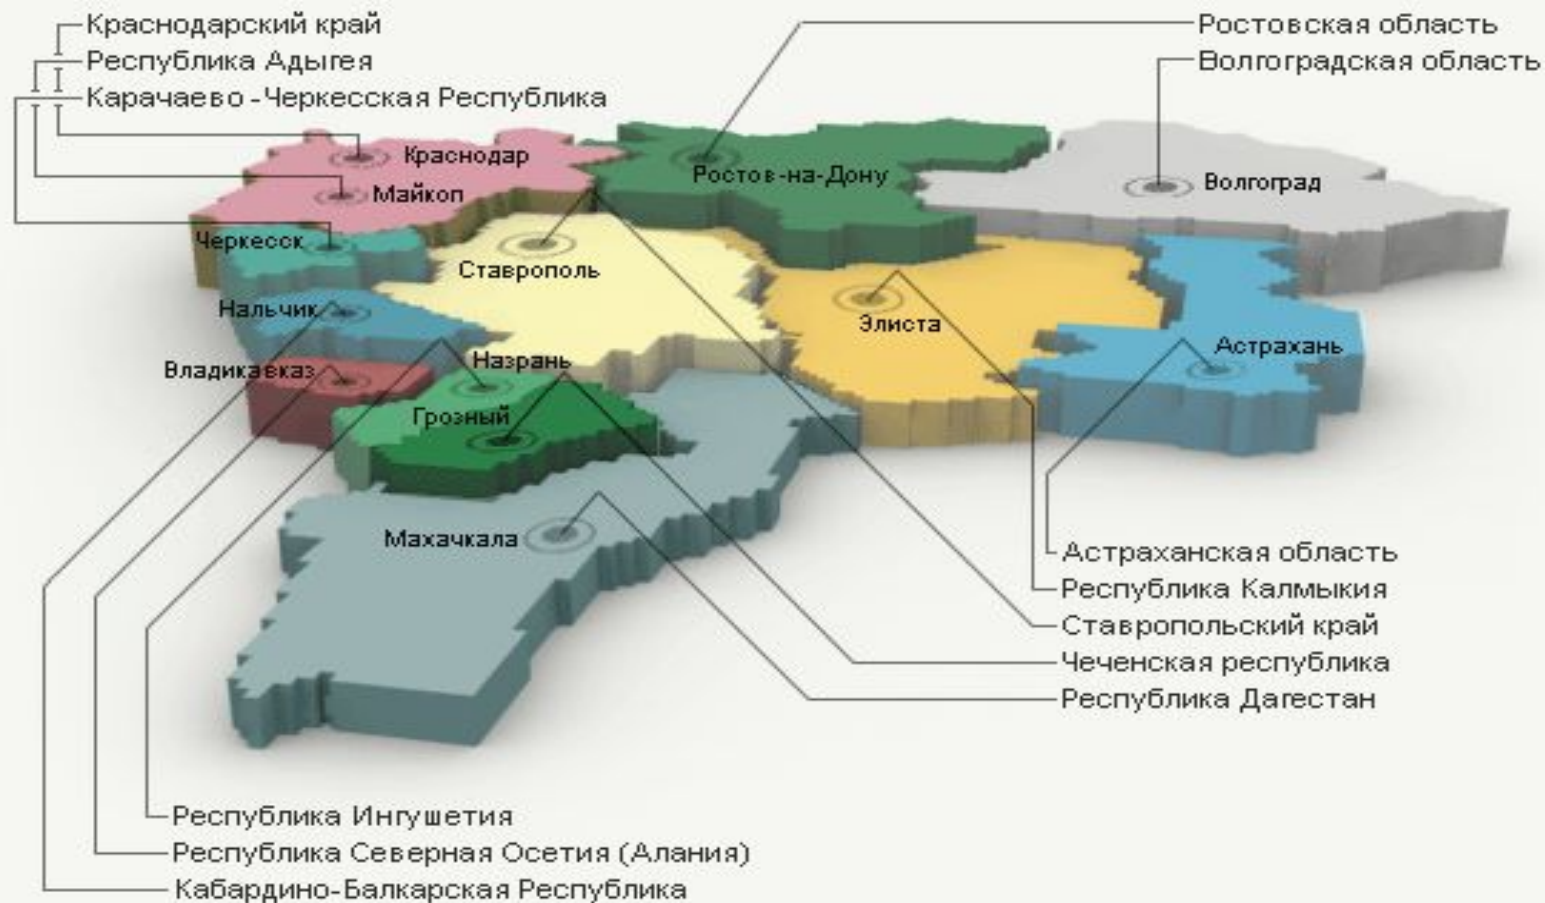 Краснодарский край
Республика Адыгея
Карачаево-Черкесская Республика
Ростовская область
Волгоградская область
Краснодар
Майкоп
Ростов-на-Дону
Волгоград
Черкесск
Ставрополь
Нальчик
Элиста
Астрахань
Владикавказ
Назрань
Грозный
Махачкала
Астраханская область
Республика Калмыкия
Ставропольский край
Чеченская республика
Республика Дагестан
Республика Ингушетия
Республика Северная Осетия (Алания)
Кабардино-Балкарская Республика